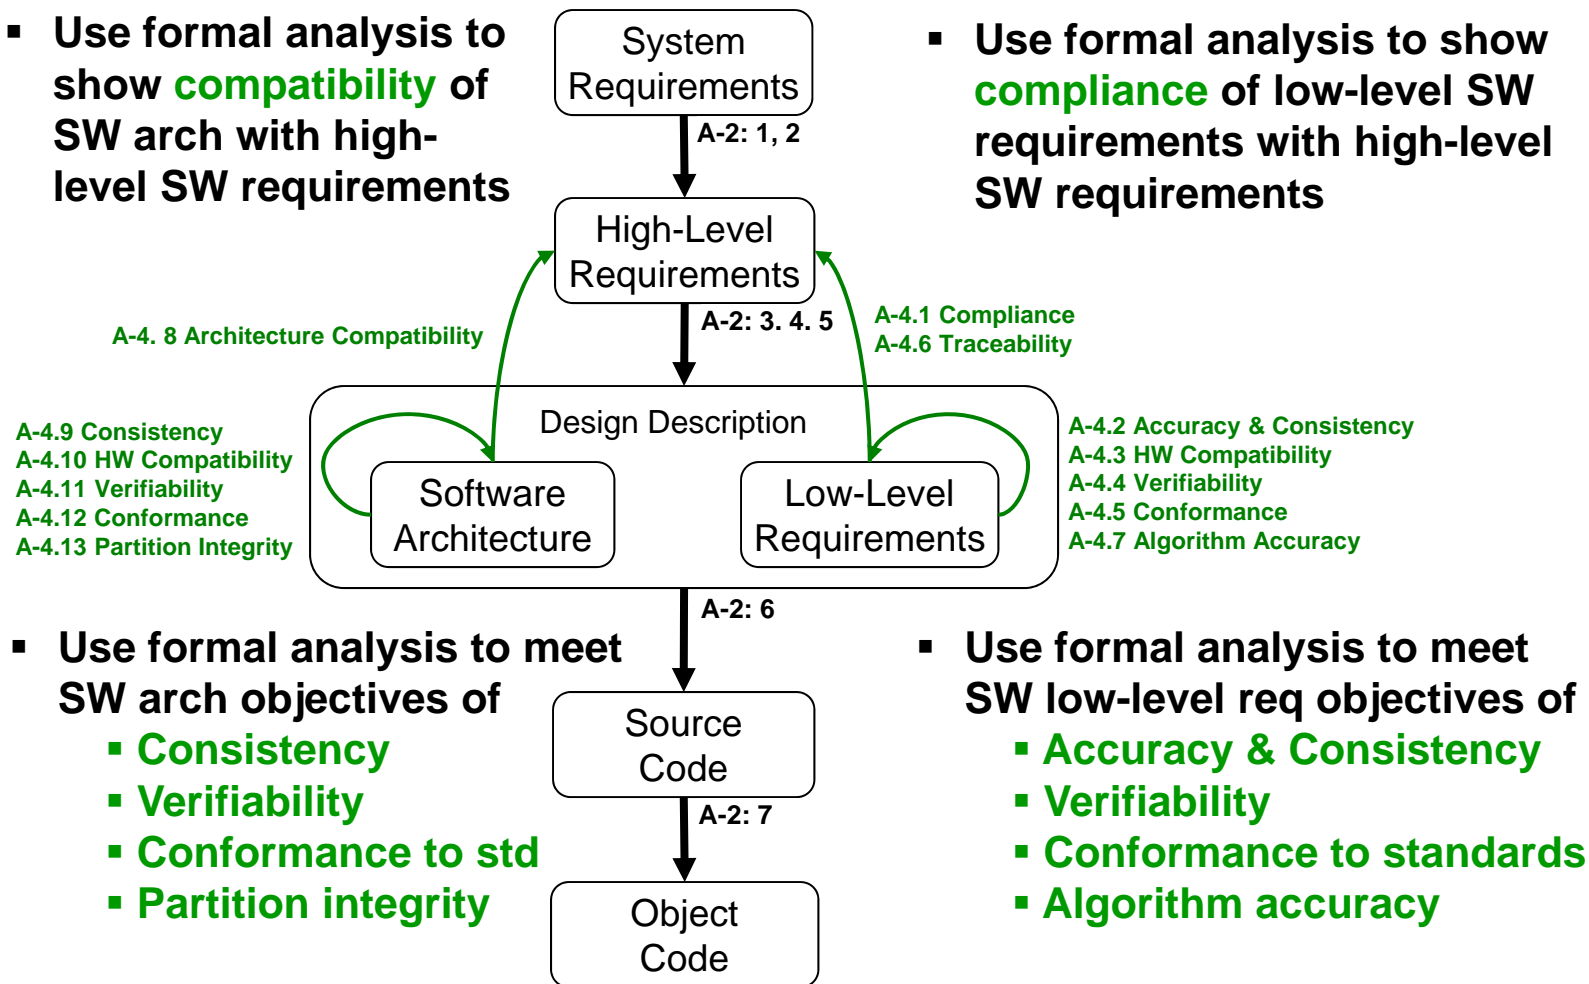 ▪ Use formal analysis to
show compatibility of
SW arch with high-
level SW requirements
System
Requirements
▪ Use formal analysis to show
compliance of low-level SW
requirements with high-level
SW requirements
A-2: 1, 2
High-Level
Requirements
A-2: 3. 4. 5
A-4. 8 Architecture Compatibility
A-4.1 Compliance
A-4.6 Traceability
Design Description
A-4.9 Consistency
A-4.10 HW Compatibility
A-4.11 Verifiability
A-4.12 Conformance
A-4.13 Partition Integrity
Software
Architecture
Low-Level
Requirements
A-4.2 Accuracy & Consistency
A-4.3 HW Compatibility
A-4.4 Verifiability
A-4.5 Conformance
A-4.7 Algorithm Accuracy
A-2: 6
▪ Use formal analysis to meet
SW arch objectives of
▪ Consistency
▪ Verifiability
▪ Conformance to std
▪ Partition integrity
Source
Code
A-2: 7
Object
Code
▪ Use formal analysis to meet
SW low-level req objectives of
▪ Accuracy & Consistency
▪ Verifiability
▪ Conformance to standards
▪ Algorithm accuracy